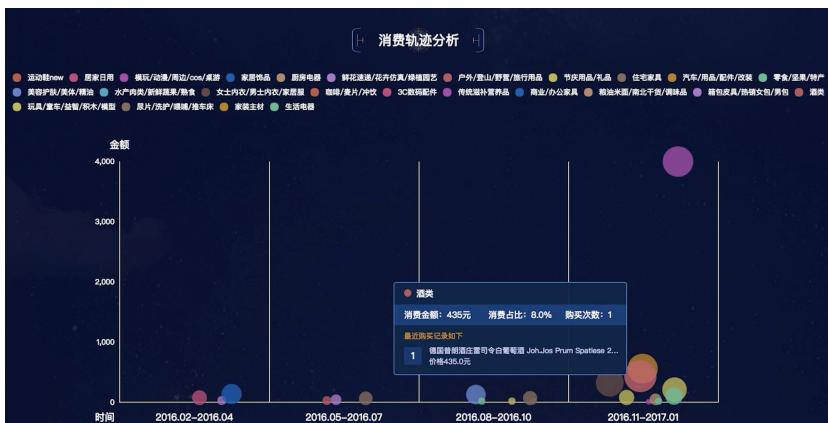 消费轨迹分析
运动鞋new 居家日用 模玩/动漫/周边/cos/桌游 家居饰品 厨房电器 鲜花速递/花卉仿真/绿植园艺 户外/登山/野营/旅行用品 节庆用品/礼品 住宅家具 汽车/用品/配件/改装 零食/坚果/特产
美容护肤/美体/精油 水产肉类/新鲜蔬果/熟食 女士内衣/男士内衣/家居服 咖啡/麦片/冲饮 3C数码配件 传统滋补营养品 商业/办公家具 粮油米面/南北干货/调味品 箱包皮具/热销女包/男包 酒类
玩具/童车/益智/积木/模型 尿片/洗护/喂哺/推车床 家装主材 生活电器
金额
4,000
3,000
2,000
酒类
消费金额：435元 消费占比：8.0% 购买次数：1
最近购买记录如下
1,000
1 德国普朗酒庄雷司令白葡萄酒 Joh.Jos Prum Spatlese 2...
价格435.0元
0
时间 2016.02-2016.04 2016.05-2016.07 2016.08-2016.10 2016.11-2017.01